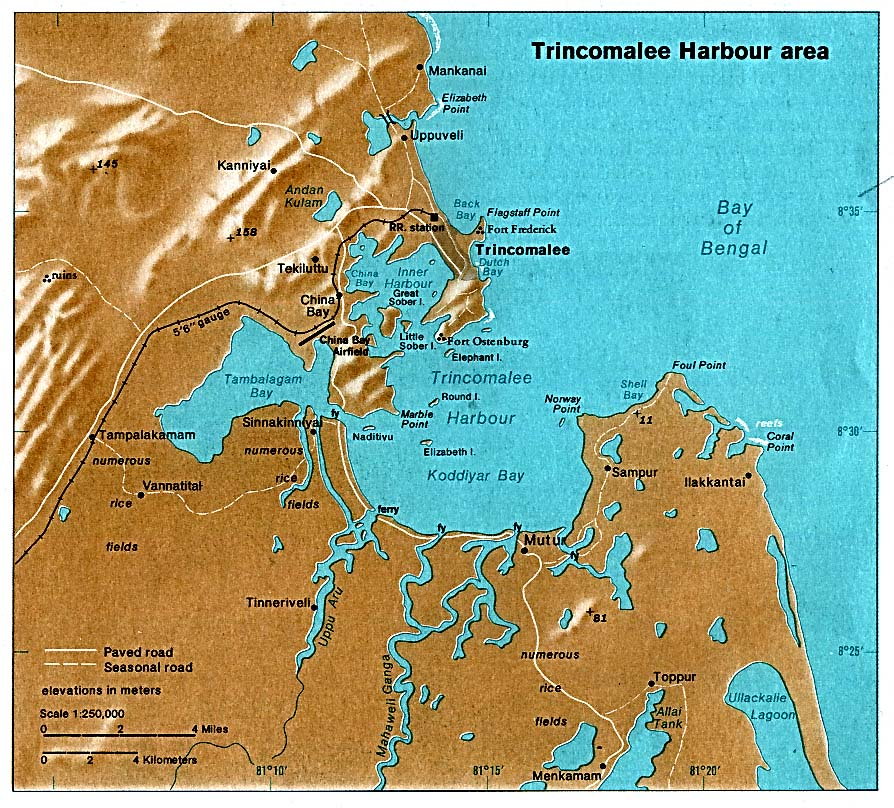 Trincomalee Harbour area
Mankanai
Elizabeth
Point
Uppuveli
145
Kanniyai
Andan
Kulam
Back
Bay
Flagstaff Point
Fort Frederick
RR. station
Trincomalee
Bay
of
Bengal
8°35'
158
ruins
Tekiluttu
China
Bay
Inner
Harbour
Dutch
Bay
Great
Sober I.
China
Bay
5'6" gauge
China Bay
Airfield
Little
Sober I.
Fort Ostenburg
Elephant I.
Trincomalee
Harbour
Tambalagam
Bay
Round I.
Norway
Point
Shell
Bay
Foul Point
11
fy
Marble
Point
reefs
Coral
Point
8°30'
Sinnakinniyai
Tampalakamam
Naditivu
numerous
numerous
Elizabeth I.
Koddiyar Bay
Sampur
Ilakkantai
Vannatital
rice
rice
fields
ferry
fields
fy
fy
Mutur
fy
Tinneriveli
Uppu Aru
81
numerous
8°25'
Paved road
Seasonal road
elevations in meters
Scale 1:250,000
0 2 4 Miles
0 2 4 Kilometers
Mahaweli Ganga
rice
fields
Toppur
Allai
Tank
Ullackalie
Lagoon
Menkamam
81°10'
81°15'
81°20'